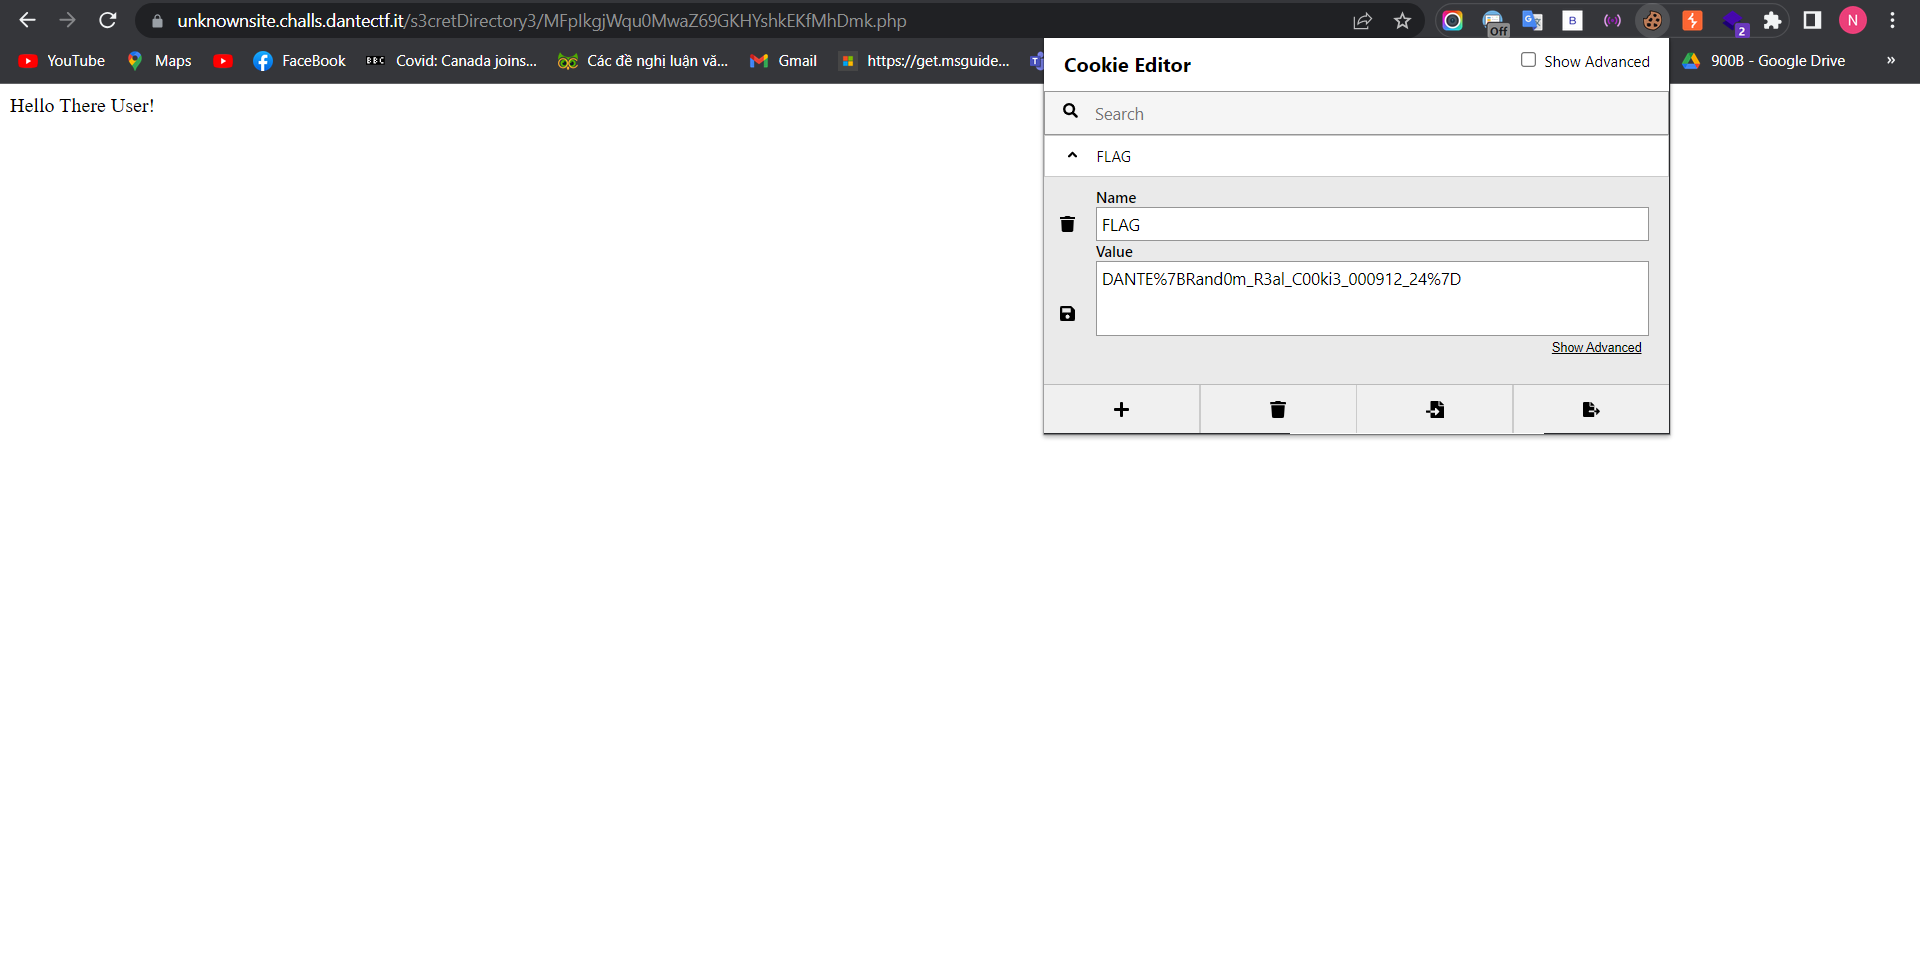 unknownsite.challs.dantectf.it/s3cretDirectory3/MFpIkgjWqu0MwaZ69GKHYshkEKfMhDmk.php
Off
B
2
N
YouTube Maps FaceBook BBC Covid: Canada joins... Các đề nghị luận vă... Gmail https://get.msguide... 900B - Google Drive »
Hello There User!
Cookie Editor
Show Advanced
Search
FLAG
Name
FLAG
Value
DANTE%7BRand0m_R3al_C00ki3_000912_24%7D
Show Advanced